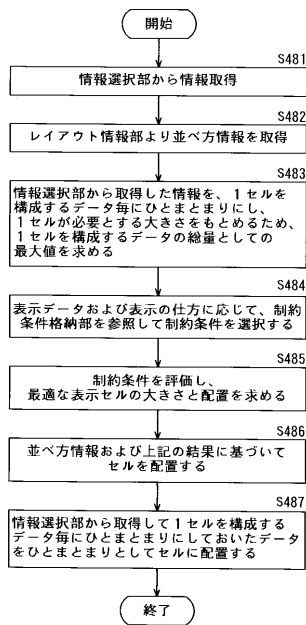 開始
S481
情報選択部から情報取得
S482
レイアウト情報部より並べ方情報を取得
S483
情報選択部から取得した情報を、1セルを
構成するデータ毎にひとまとまりにし、
1セルが必要とする大きさをもとめるため、
1セルを構成するデータの総量としての
最大値を求める
S484
表示データおよび表示の仕方に応じて、制約
条件格納部を参照して制約条件を選択する
S485
制約条件を評価し、
最適な表示セルの大きさと配置を求める
S486
並べ方情報および上記の結果に基づいて
セルを配置する
S487
情報選択部から取得して1セルを構成する
データ毎にひとまとまりにしておいたデータ
をひとまとまりとしてセルに配置する
終了